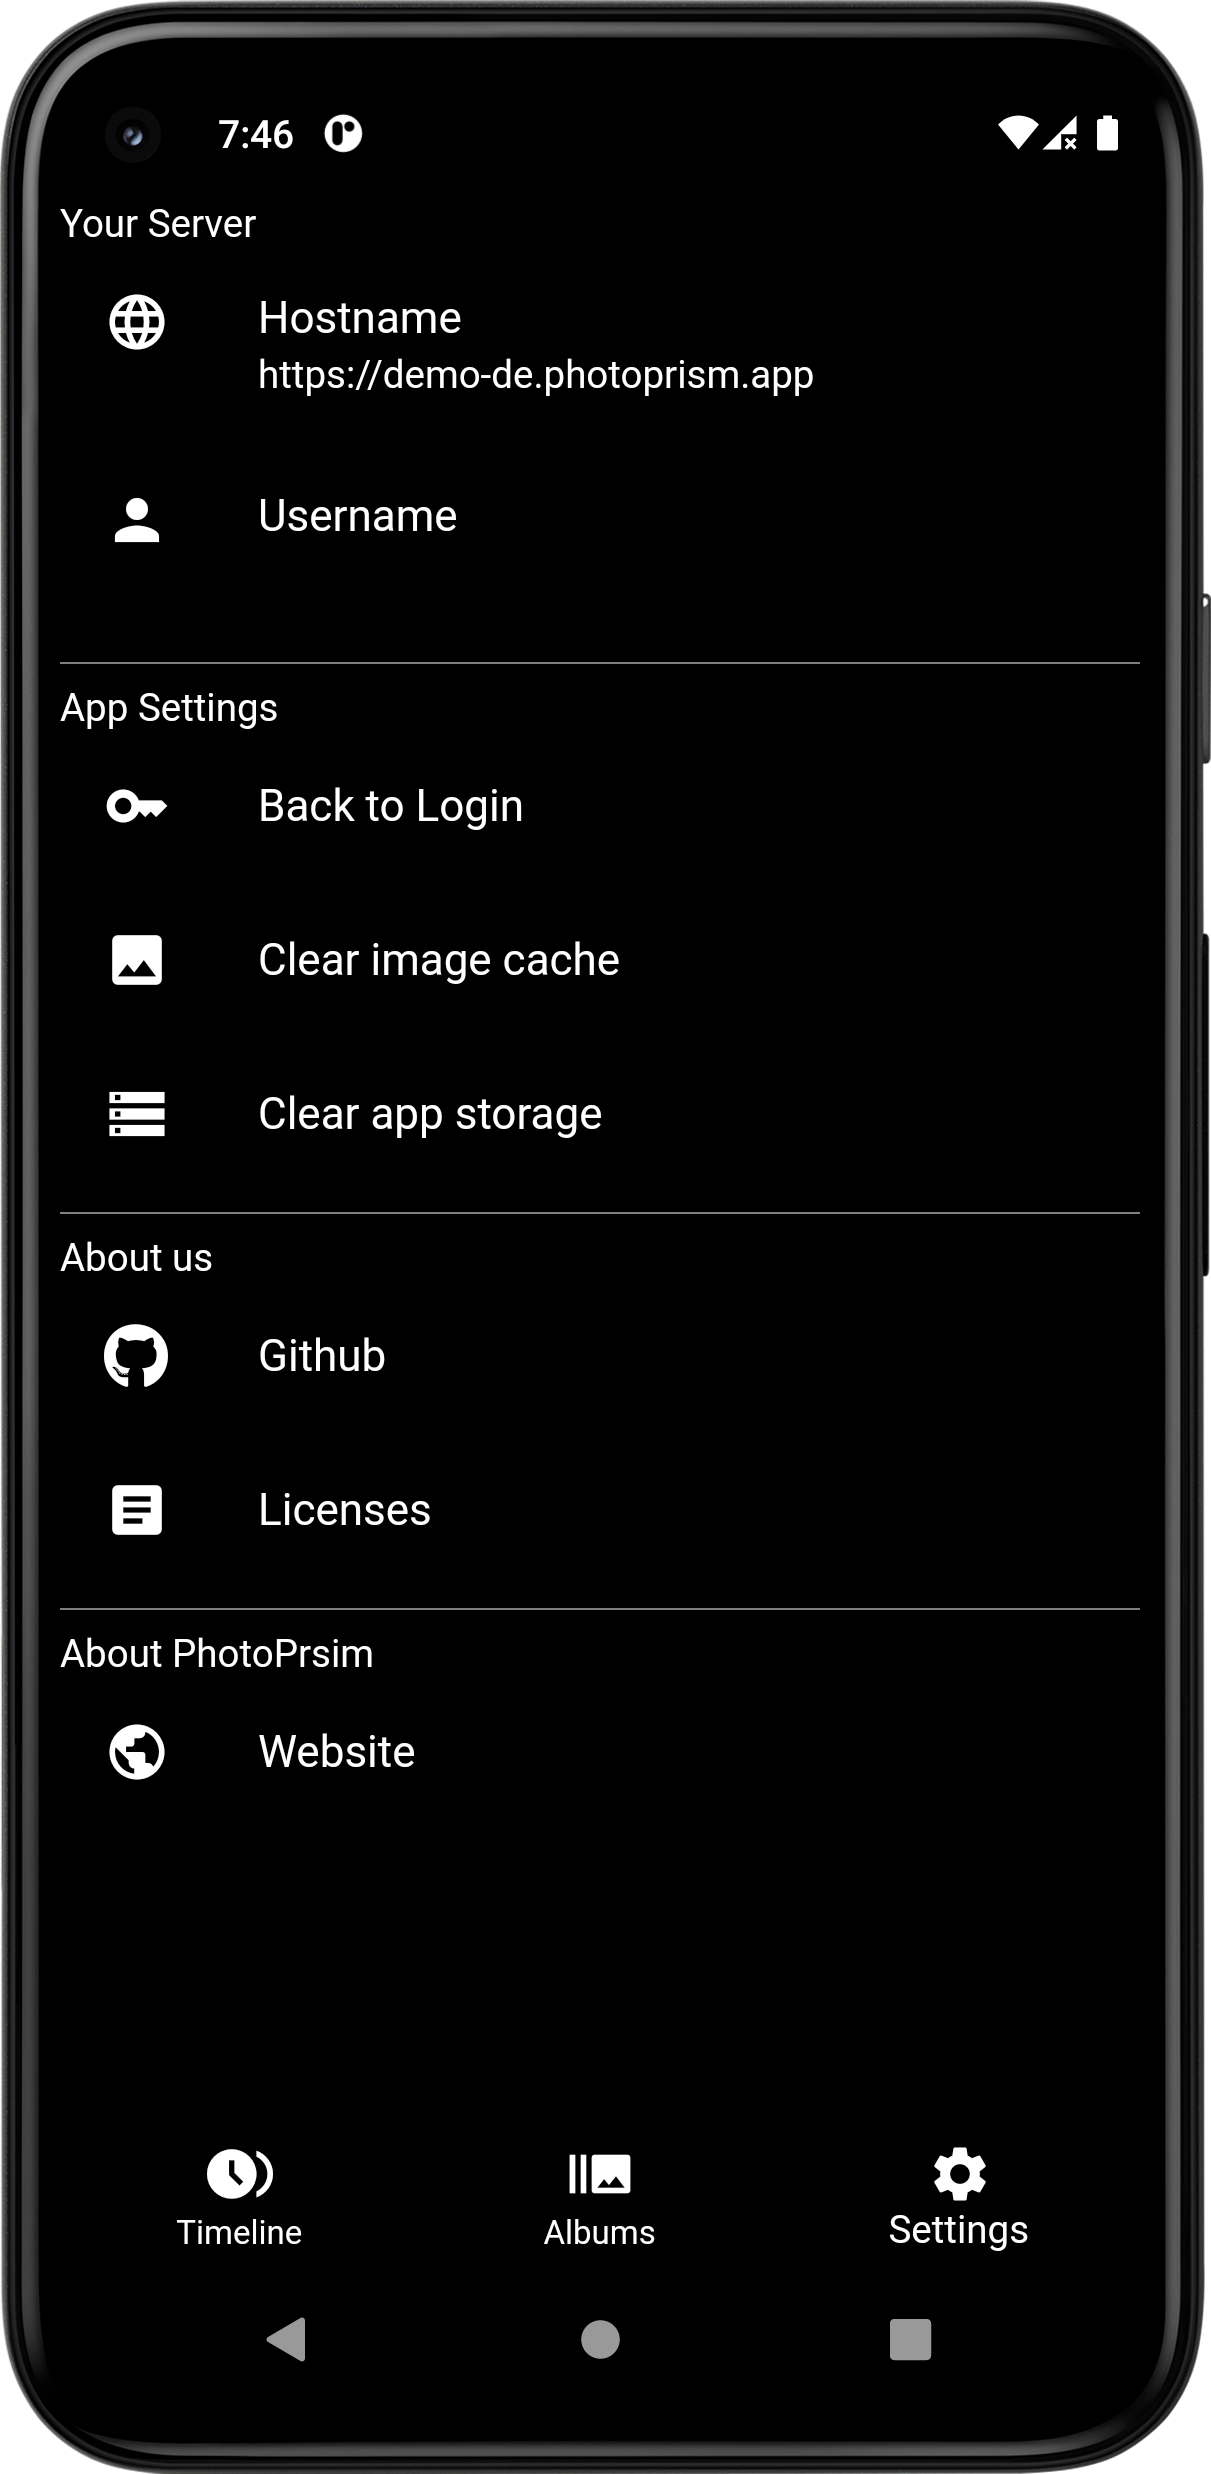 7:46
Your Server
Hostname
https://demo-de.photoprism.app
Username
App Settings
Back to Login
Clear image cache
Clear app storage
About us
Github
Licenses
About PhotoPrsim
Website
Timeline
Albums
Settings